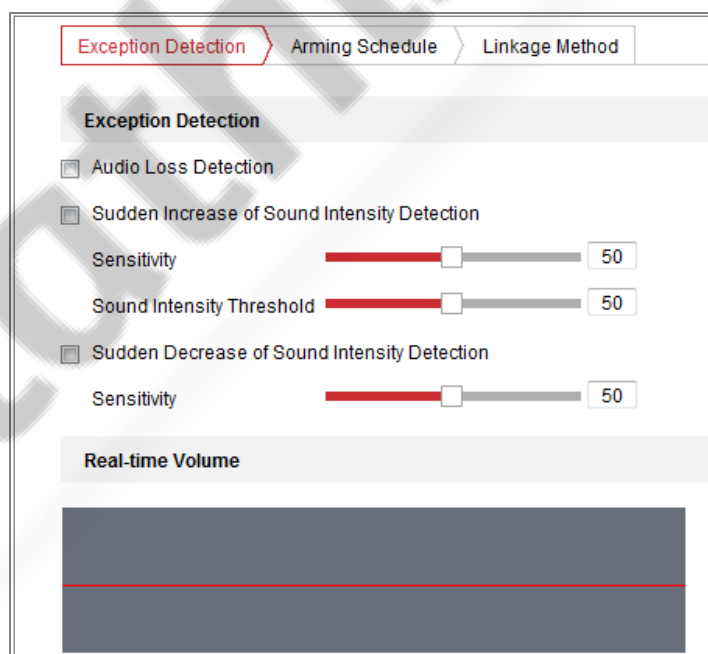 Exception Detection Arming Schedule Linkage Method
Exception Detection
Audio Loss Detection
Sudden Increase of Sound Intensity Detection
Sensitivity 50
Sound Intensity Threshold 50
Sudden Decrease of Sound Intensity Detection
Sensitivity 50
Real-time Volume